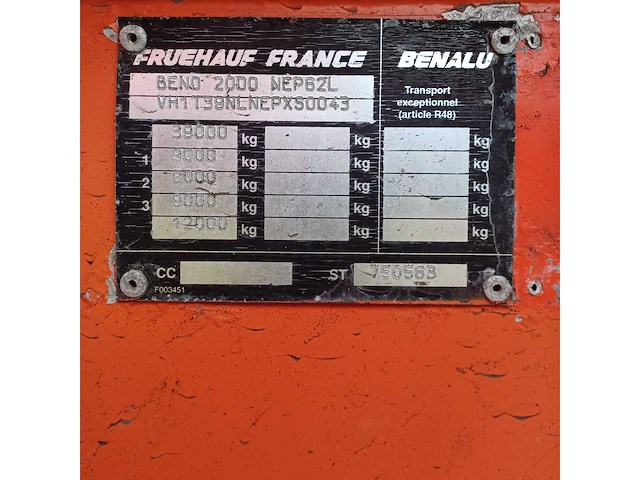 FRUEHAUF FRANCE BENALU
BENO 2000 NEP62L
VH1T39NLNEPXS0043
Transport
exceptionnel
(article R48)
39000 kg kg kg
1 9000 kg kg kg
2 9000 kg kg kg
3 9000 kg kg kg
12000 kg kg kg
CC ST 750563
F003451